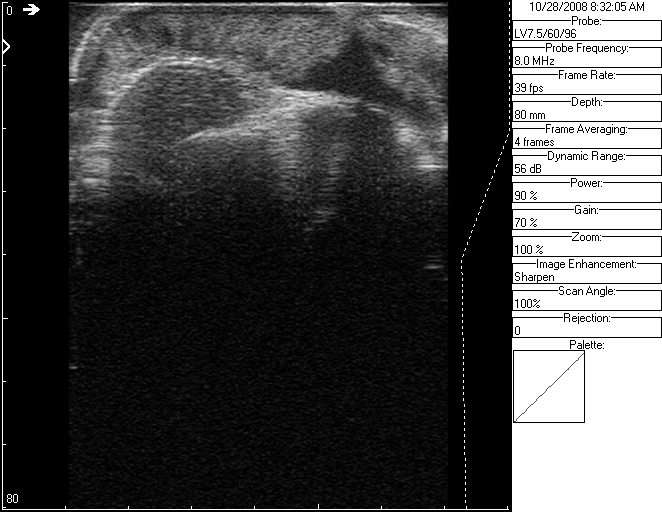 0
80
10/28/2008 8:32:05 AM
Probe:
LV7.5/60/96
Probe Frequency:
8.0 MHz
Frame Rate:
39 fps
Depth:
80 mm
Frame Averaging:
4 frames
Dynamic Range:
56 dB
Power:
90 %
Gain:
70 %
Zoom:
100 %
Image Enhancement:
Sharpen
Scan Angle:
100%
Rejection:
0
Palette: